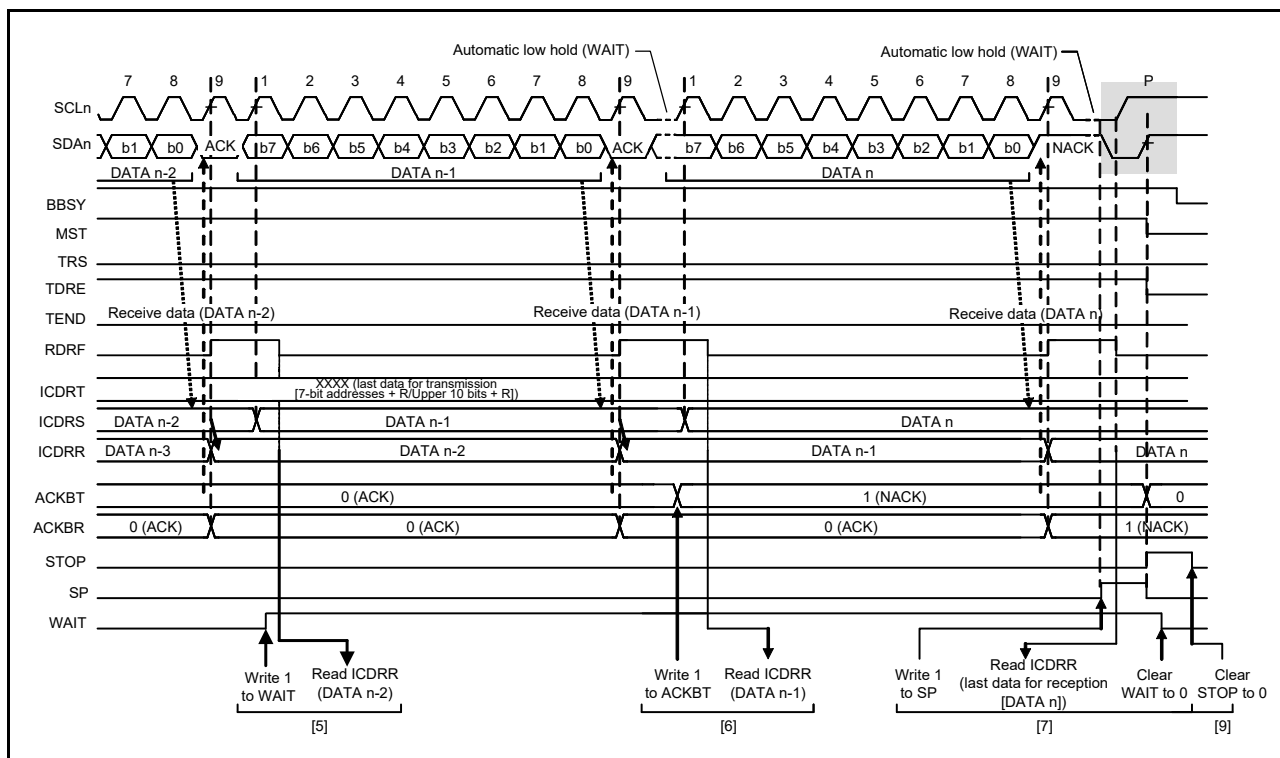 Automatic low hold (WAIT)
Automatic low hold (WAIT)
7 8 9 1 2 3 4 5 6 7 8 9 1 2 3 4 5 6 7 8 9 P
SCLn
SDAn b1 b0 ACK b7 b6 b5 b4 b3 b2 b1 b0 ACK b7 b6 b5 b4 b3 b2 b1 b0 NACK
DATA n-2 DATA n-1 DATA n
BBSY
MST
TRS
TDRE
Receive data (DATA n-2) Receive data (DATA n-1) Receive data (DATA n)
TEND
RDRF
XXXX (last data for transmission
ICDRT
[7-bit addresses + R/Upper 10 bits + R])
ICDRS DATA n-2 DATA n-1 DATA n
ICDRR DATA n-3 DATA n-2 DATA n-1 DATA n
ACKBT 0 (ACK) 1 (NACK) 0
ACKBR 0 (ACK) 0 (ACK) 0 (ACK) 1 (NACK)
STOP
SP
WAIT
Write 1
to WAIT
Read ICDRR
(DATA n-2)
Write 1
to ACKBT
Read ICDRR
(DATA n-1)
Write 1
to SP
Read ICDRR
(last data for reception
[DATA n])
Clear
WAIT to 0
Clear
STOP to 0
[5] [6] [7] [9]